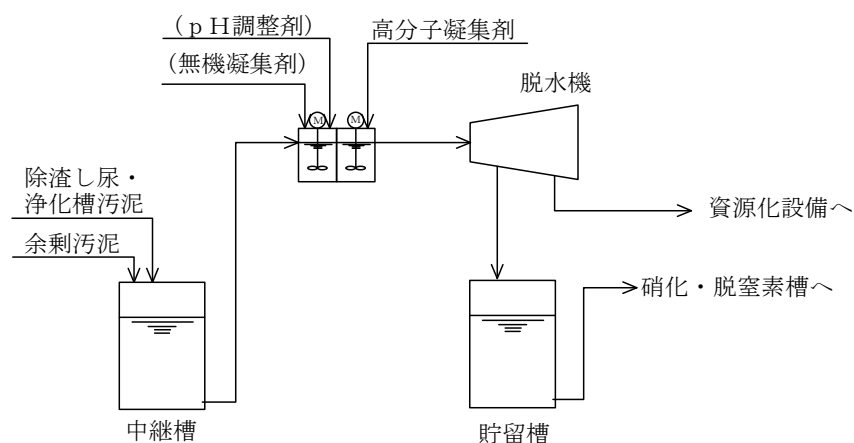 （ｐＨ調整剤）
高分子凝集剤
（無機凝集剤）
脱水機
M
M
除渣し尿・
浄化槽汚泥
余剰汚泥
資源化設備へ
硝化・脱窒素槽へ
中継槽
貯留槽